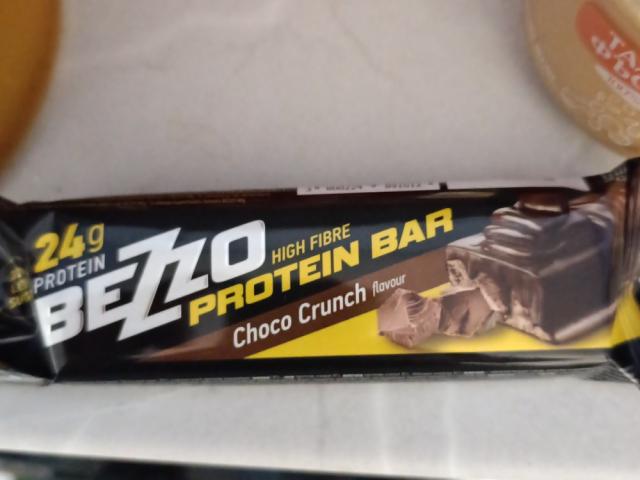 24g
PROTEIN
BEZZO
HIGH FIBRE
PROTEIN BAR
Choco Crunch flavour